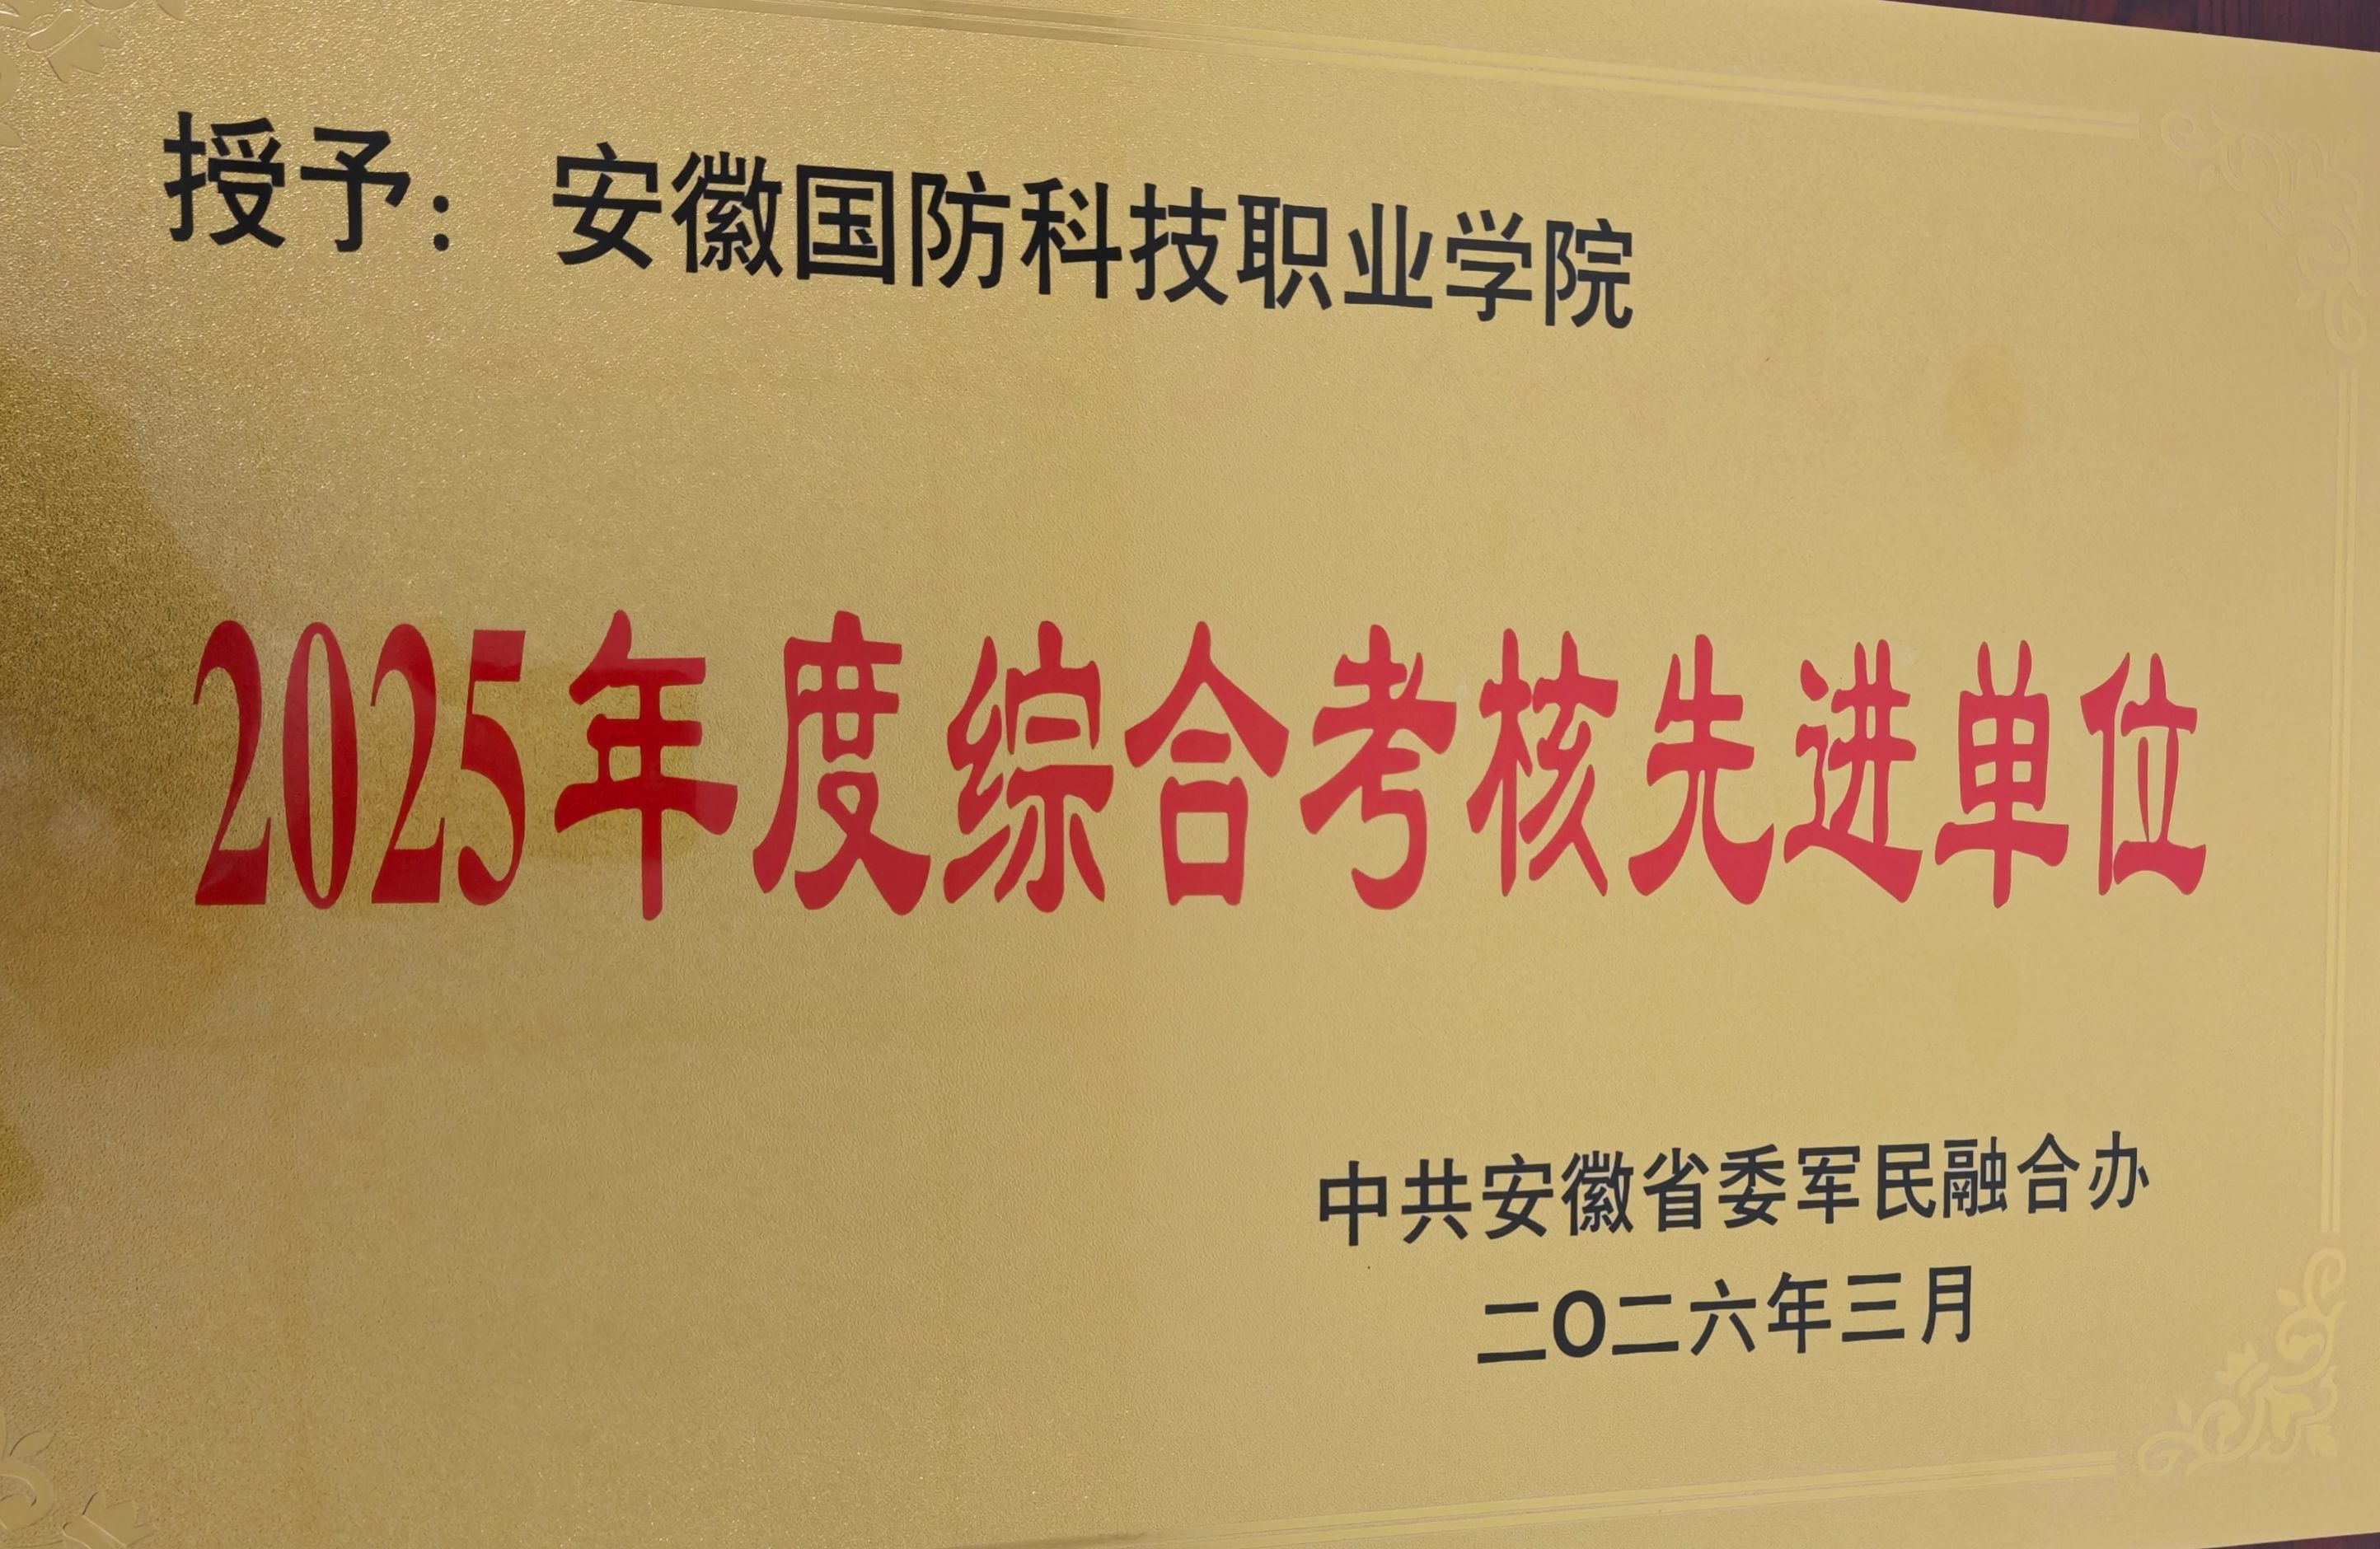 授予： 安徽国防科技职业学院
2025年度综合考核先进单位
中共安徽省委军民融合办
二〇二六年三月